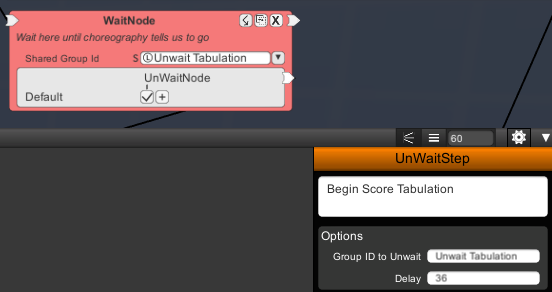 WaitNode
X
Wait here until choreography tells us to go
Shared Group Id S Unwait Tabulation
UnWaitNode
Default
60
UnWaitStep
Begin Score Tabulation
Options
Group ID to Unwait Unwait Tabulation
Delay 36